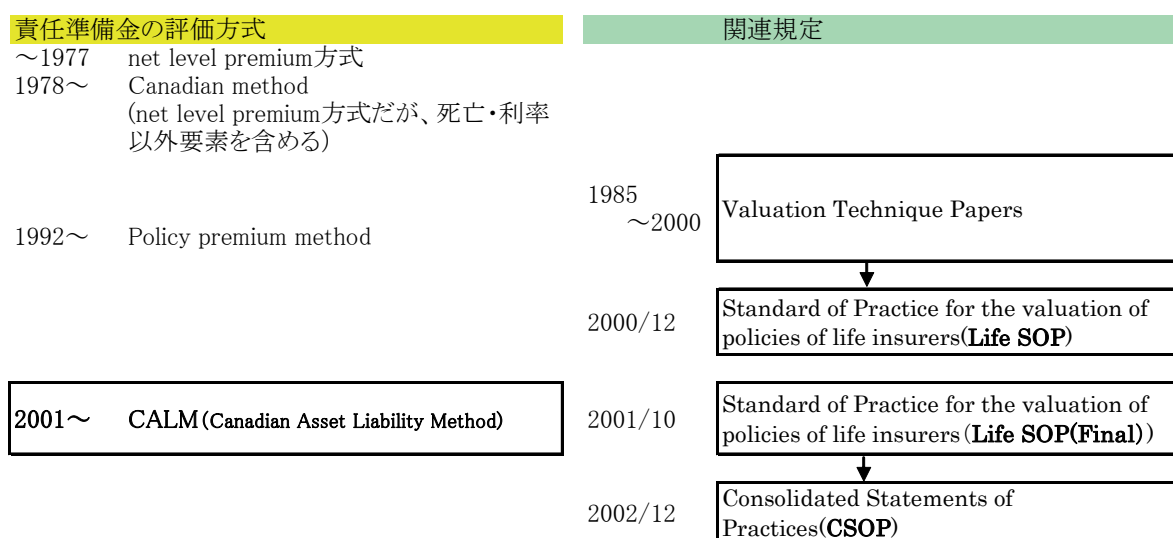 責任準備金の評価方式
関連規定
～1977 net level premium方式
1978～ Canadian method
(net level premium方式だが、死亡・利率
以外要素を含める)
1985
～2000
Valuation Technique Papers
1992～ Policy premium method
2000/12
Standard of Practice for the valuation of
policies of life insurers(Life SOP)
2001～ CALM(Canadian Asset Liability Method)
2001/10
Standard of Practice for the valuation of
policies of life insurers(Life SOP(Final))
2002/12
Consolidated Statements of
Practices(CSOP)